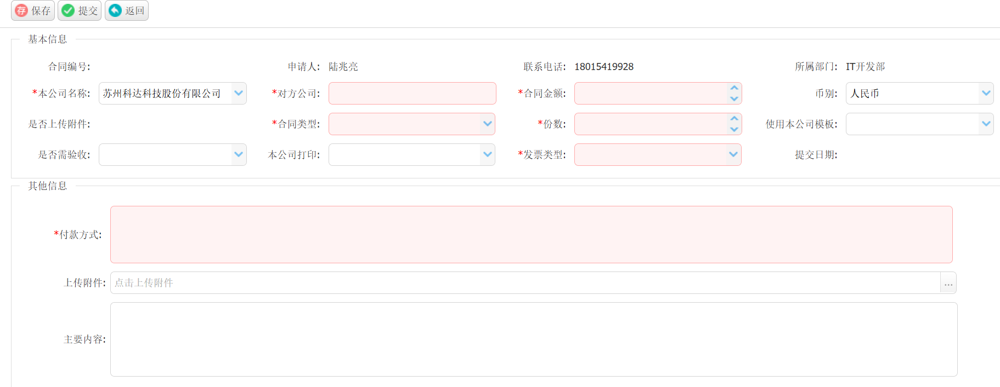 存 保存 提交 返回
基本信息
合同编号: 申请人: 陆兆亮 联系电话: 18015419928 所属部门: IT开发部
*本公司名称: 苏州科达科技股份有限公司 *对方公司: *合同金额: 币别: 人民币
是否上传附件: *合同类型: *份数: 使用本公司模板:
是否需验收: 本公司打印: *发票类型: 提交日期:
其他信息
*付款方式:
上传附件: 点击上传附件 ...
主要内容: